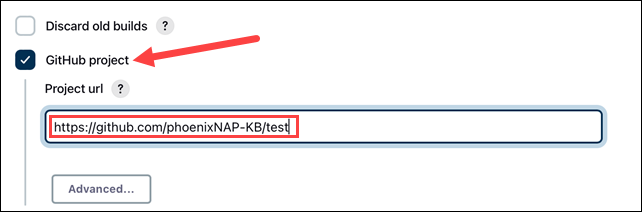 Discard old builds ?
GitHub project ?
Project url ?
https://github.com/phoenixNAP-KB/test
Advanced...